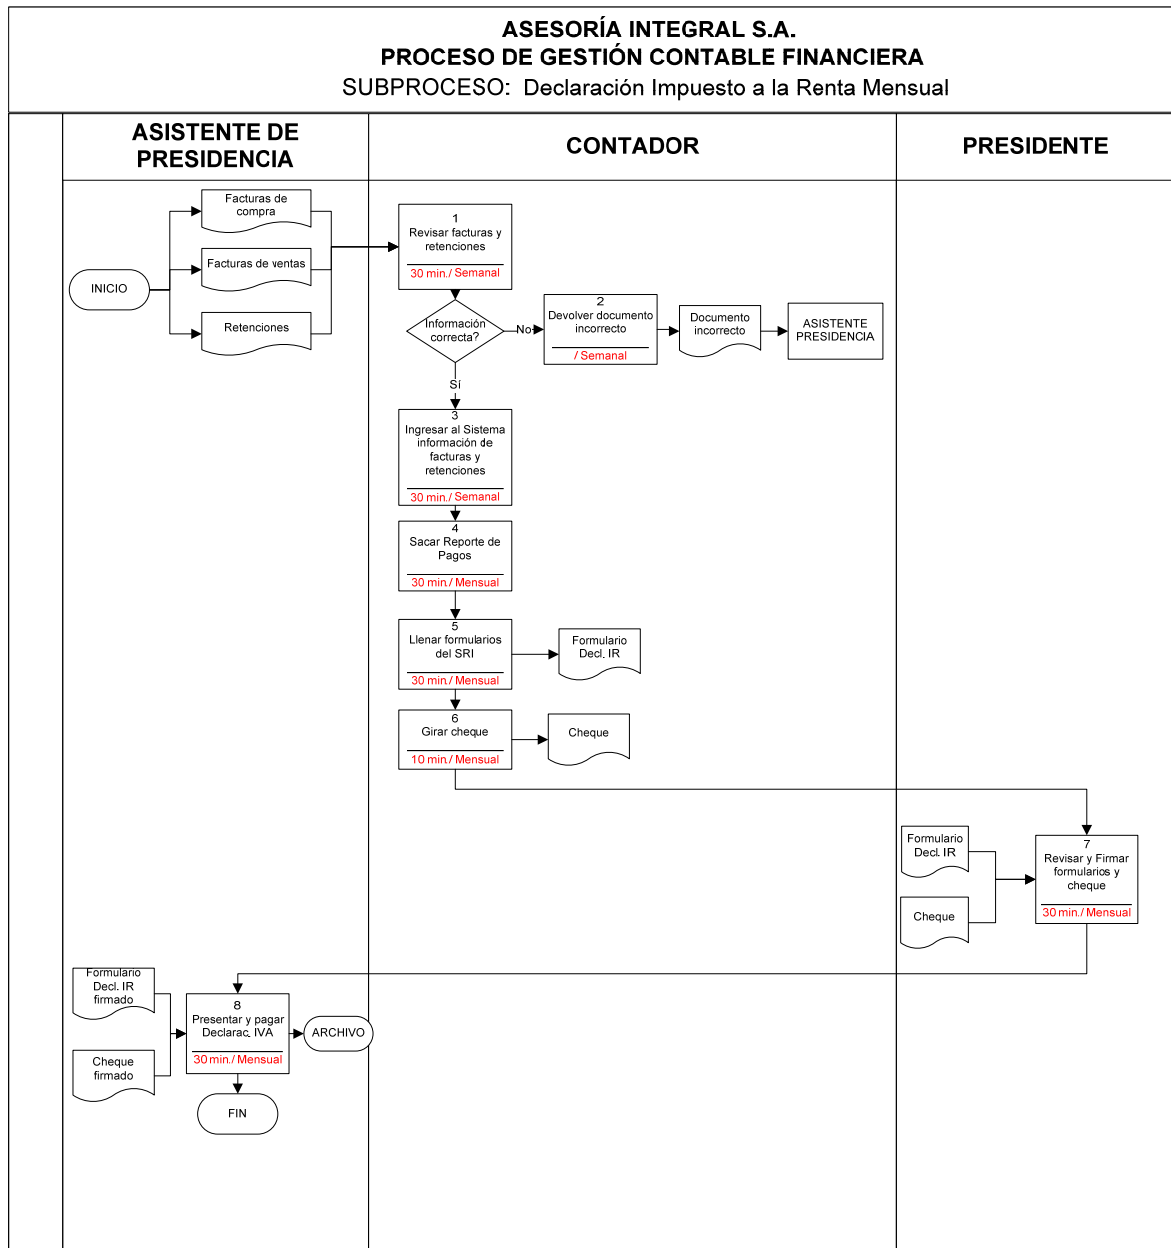 ASESORÍA INTEGRAL S.A.
PROCESO DE GESTIÓN CONTABLE FINANCIERA
SUBPROCESO: Declaración Impuesto a la Renta Mensual
ASISTENTE DE
PRESIDENCIA
CONTADOR
PRESIDENTE
INICIO
Facturas de
compra
Facturas de ventas
Retenciones
1
Revisar facturas y
retenciones
30 min./ Semanal
Información
correcta?
No
2
Devolver documento
incorrecto
/ Semanal
Documento
incorrecto
ASISTENTE
PRESIDENCIA
Sí
3
Ingresar al Sistema
información de
facturas y
retenciones
30 min./ Semanal
4
Sacar Reporte de
Pagos
30 min./ Mensual
5
Llenar formularios
del SRI
30 min./ Mensual
Formulario
Decl. IR
6
Girar cheque
10 min./ Mensual
Cheque
Formulario
Decl. IR
Cheque
7
Revisar y Firmar
formularios y
cheque
30 min./ Mensual
Formulario
Decl. IR
firmado
Cheque
firmado
8
Presentar y pagar
Declarac. IVA
30 min./ Mensual
ARCHIVO
FIN